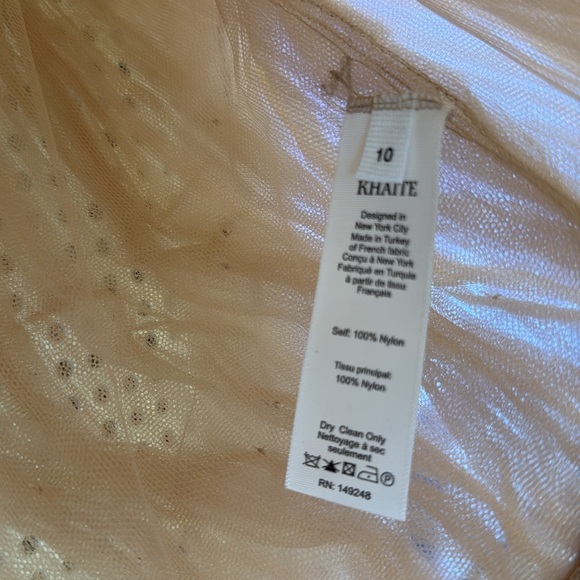 10
KHAITE
Designed in
New York City
Made in Turkey
of French fabric
Conçu à New York
Fabriqué en Turquie
à partir de tissu
Français
Self: 100% Nylon
Tissu principal:
100% Nylon
Dry Clean Only
Nettoyage à sec
seulement
P
RN: 149248